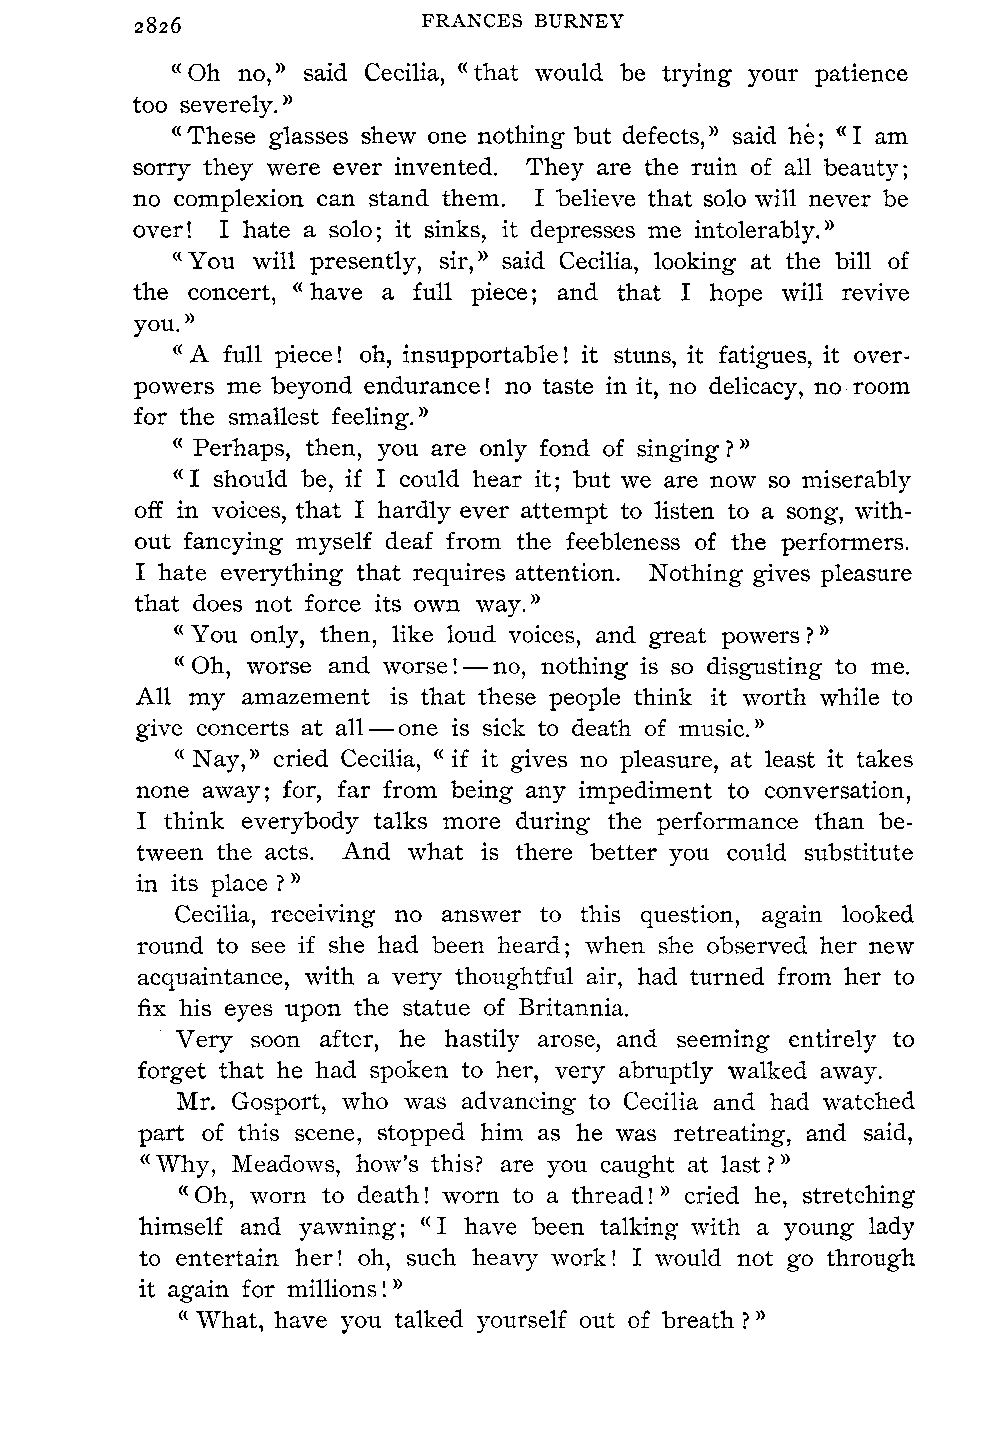 2826
FRANCES BURNEY
"Oh no," said Cecilia, "that would be trying your patience
too severely."
"These glasses shew one nothing but defects," said he; "I am
sorry they were ever invented. They are the ruin of all beauty;
no complexion can stand them. I believe that solo will never be
over! I hate a solo; it sinks, it depresses me intolerably."
"You will presently, sir," said Cecilia, looking at the bill of
the concert, "have a full piece; and that I hope will revive
you."
"A full piece! oh, insupportable! it stuns, it fatigues, it over-
powers me beyond endurance! no taste in it, no delicacy, no room
for the smallest feeling."
"Perhaps, then, you are only fond of singing?"
"I should be, if I could hear it; but we are now so miserably
off in voices, that I hardly ever attempt to listen to a song, with-
out fancying myself deaf from the feebleness of the performers.
I hate everything that requires attention. Nothing gives pleasure
that does not force its own way."
"You only, then, like loud voices, and great powers?"
"Oh, worse and worse!—no, nothing is so disgusting to me.
All my amazement is that these people think it worth while to
give concerts at all—one is sick to death of music."
"Nay," cried Cecilia, "if it gives no pleasure, at least it takes
none away; for, far from being any impediment to conversation,
I think everybody talks more during the performance than be-
tween the acts. And what is there better you could substitute
in its place?"
Cecilia, receiving no answer to this question, again looked
round to see if she had been heard; when she observed her new
acquaintance, with a very thoughtful air, had turned from her to
fix his eyes upon the statue of Britannia.
Very soon after, he hastily arose, and seeming entirely to
forget that he had spoken to her, very abruptly walked away.
Mr. Gosport, who was advancing to Cecilia and had watched
part of this scene, stopped him as he was retreating, and said,
"Why, Meadows, how's this? are you caught at last?"
"Oh, worn to death! worn to a thread!" cried he, stretching
himself and yawning; "I have been talking with a young lady
to entertain her! oh, such heavy work! I would not go through
it again for millions!"
"What, have you talked yourself out of breath?"